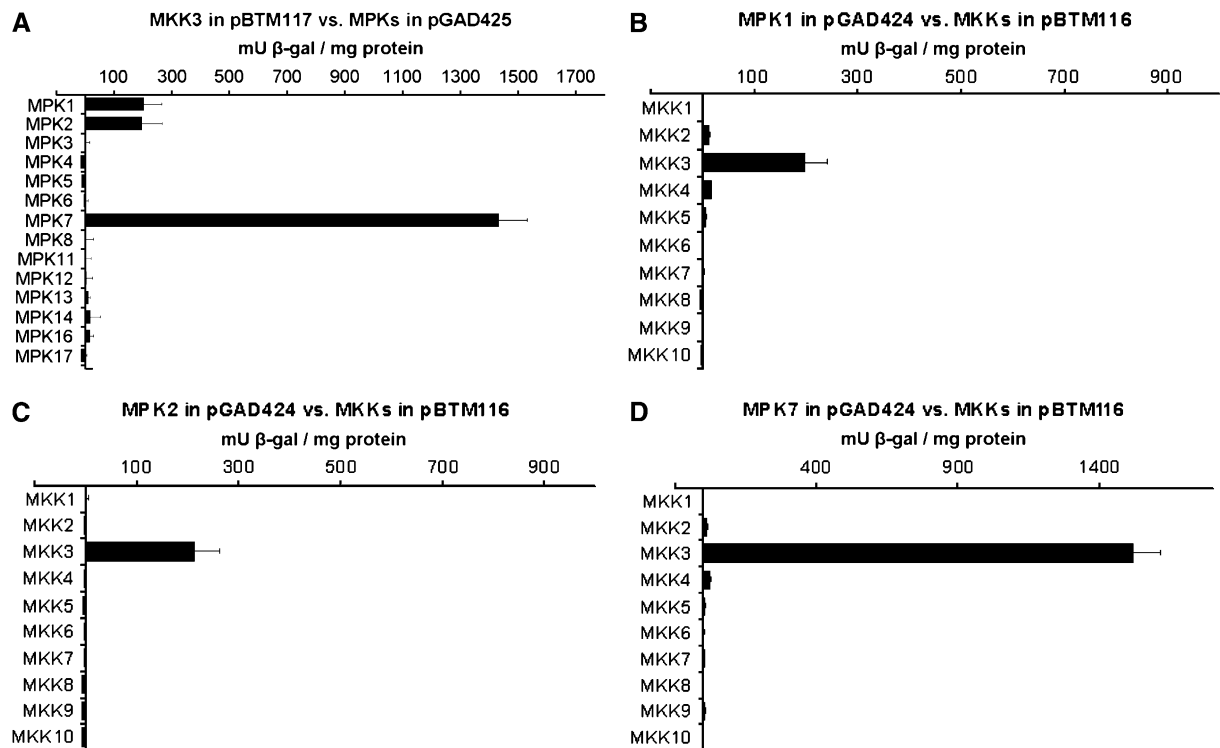 A
MKK3 in pBTM117 vs. MPKs in pGAD425
mU β-gal / mg protein
100 300 500 700 900 1100 1300 1500 1700
MPK1
MPK2
MPK3
MPK4
MPK5
MPK6
MPK7
MPK8
MPK11
MPK12
MPK13
MPK14
MPK16
MPK17
B
MPK1 in pGAD424 vs. MKKs in pBTM116
mU β-gal / mg protein
100 300 500 700 900
MKK1
MKK2
MKK3
MKK4
MKK5
MKK6
MKK7
MKK8
MKK9
MKK10
C
MPK2 in pGAD424 vs. MKKs in pBTM116
mU β-gal / mg protein
100 300 500 700 900
MKK1
MKK2
MKK3
MKK4
MKK5
MKK6
MKK7
MKK8
MKK9
MKK10
D
MPK7 in pGAD424 vs. MKKs in pBTM116
mU β-gal / mg protein
400 900 1400
MKK1
MKK2
MKK3
MKK4
MKK5
MKK6
MKK7
MKK8
MKK9
MKK10